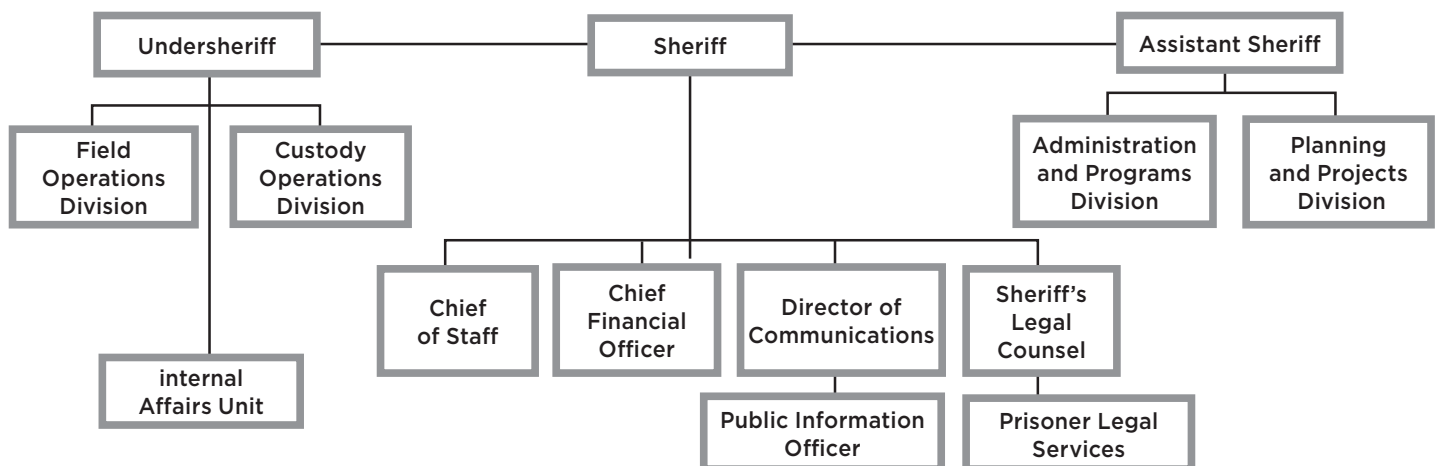 Undersheriff
Sheriff
Assistant Sheriff
Field
Operations
Division
Custody
Operations
Division
Administration
and Programs
Division
Planning
and Projects
Division
Chief
of Staff
Chief
Financial
Officer
Director of
Communications
Sheriff’s
Legal
Counsel
internal
Affairs Unit
Public Information
Officer
Prisoner Legal
Services